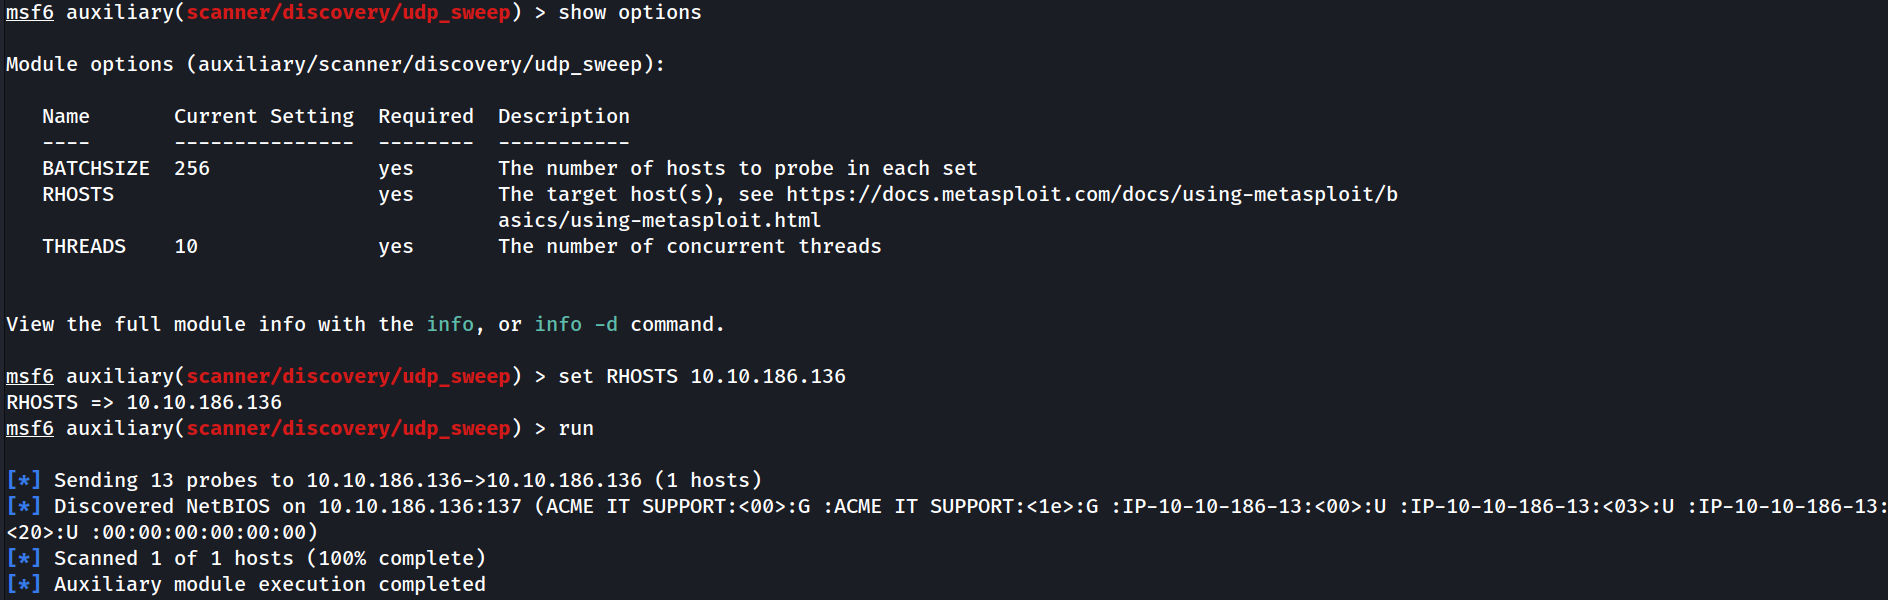 msf6 auxiliary(scanner/discovery/udp_sweep) > show options
Module options (auxiliary/scanner/discovery/udp_sweep):
Name Current Setting Required Description
---- --------------- -------- -----------
BATCHSIZE 256 yes The number of hosts to probe in each set
RHOSTS yes The target host(s), see https://docs.metasploit.com/docs/using-metasploit/b
asics/using-metasploit.html
THREADS 10 yes The number of concurrent threads
View the full module info with the info, or info -d command.
msf6 auxiliary(scanner/discovery/udp_sweep) > set RHOSTS 10.10.186.136
RHOSTS => 10.10.186.136
msf6 auxiliary(scanner/discovery/udp_sweep) > run
[*] Sending 13 probes to 10.10.186.136->10.10.186.136 (1 hosts)
[*] Discovered NetBIOS on 10.10.186.136:137 (ACME IT SUPPORT:<00>:G :ACME IT SUPPORT:<1e>:G :IP-10-10-186-13:<00>:U :IP-10-10-186-13:<03>:U :IP-10-10-186-13:
<20>:U :00:00:00:00:00:00)
[*] Scanned 1 of 1 hosts (100% complete)
[*] Auxiliary module execution completed